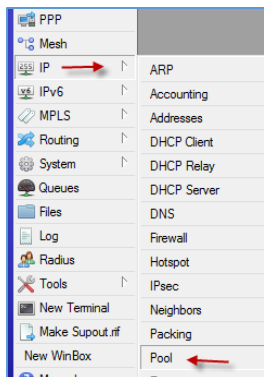 PPP
Mesh
IP
IPv6
MPLS
Routing
System
Queues
Files
Log
Radius
Tools
New Terminal
Make Supout.rif
New WinBox
ARP
Accounting
Addresses
DHCP Client
DHCP Relay
DHCP Server
DNS
Firewall
Hotspot
IPsec
Neighbors
Packing
Pool